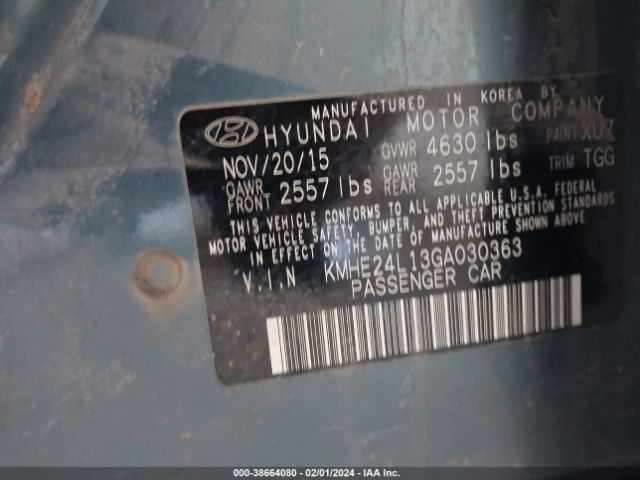 MANUFACTURED IN KOREA BY
HYUNDAI MOTOR COMPANY
NOV/20/15 GVWR 4630 lbs PAINT XUZ
GAWR FRONT 2557 lbs GAWR REAR 2557 lbs TRIM TGG
THIS VEHICLE CONFORMS TO ALL APPLICABLE U.S.A. FEDERAL
MOTOR VEHICLE SAFETY, BUMPER, AND THEFT PREVENTION STANDARDS
IN EFFECT ON THE DATE OF MANUFACTURE SHOWN ABOVE.
V.I.N KMHE24L13GA030363
PASSENGER CAR
000-38664080 - 02/01/2024 - IAA Inc.